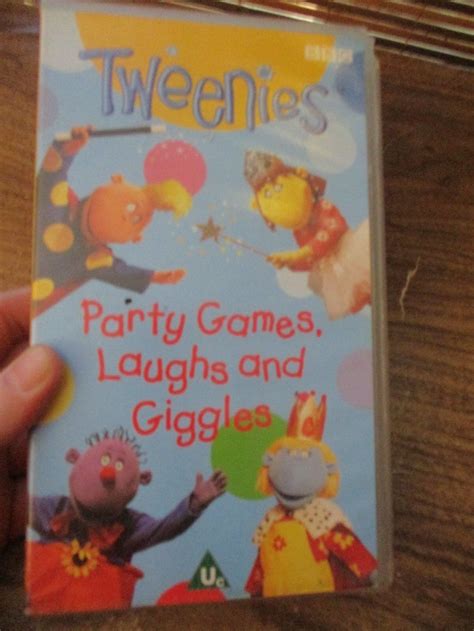 BBC
Tweenies
Party Games,
Laughs and
Giggles
Uc